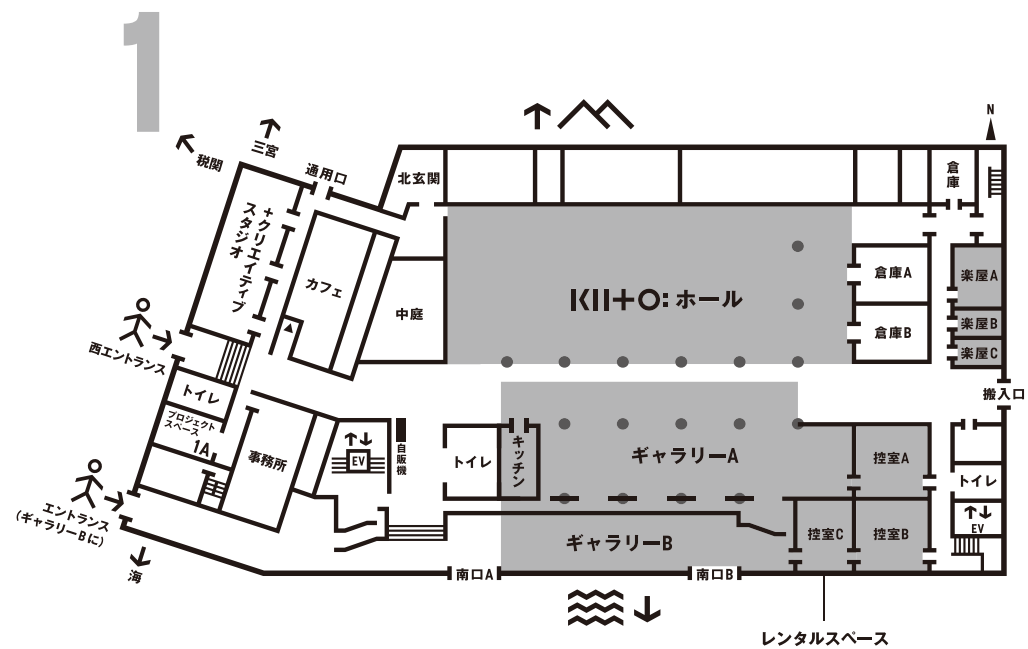 1
N
三宮
税関
通用口
北玄関
倉庫
+クリエイティブ
スタジオ
カフェ
中庭
KIITO:ホール
倉庫A
倉庫B
楽屋A
楽屋B
楽屋C
西エントランス
トイレ
プロジェクト
スペース
1A
事務所
EV
自販機
トイレ
キッチン
ギャラリーA
控室A
搬入口
トイレ
EV
エントランス
(ギャラリーBに)
海
ギャラリーB
控室C
控室B
南口A
南口B
レンタルスペース